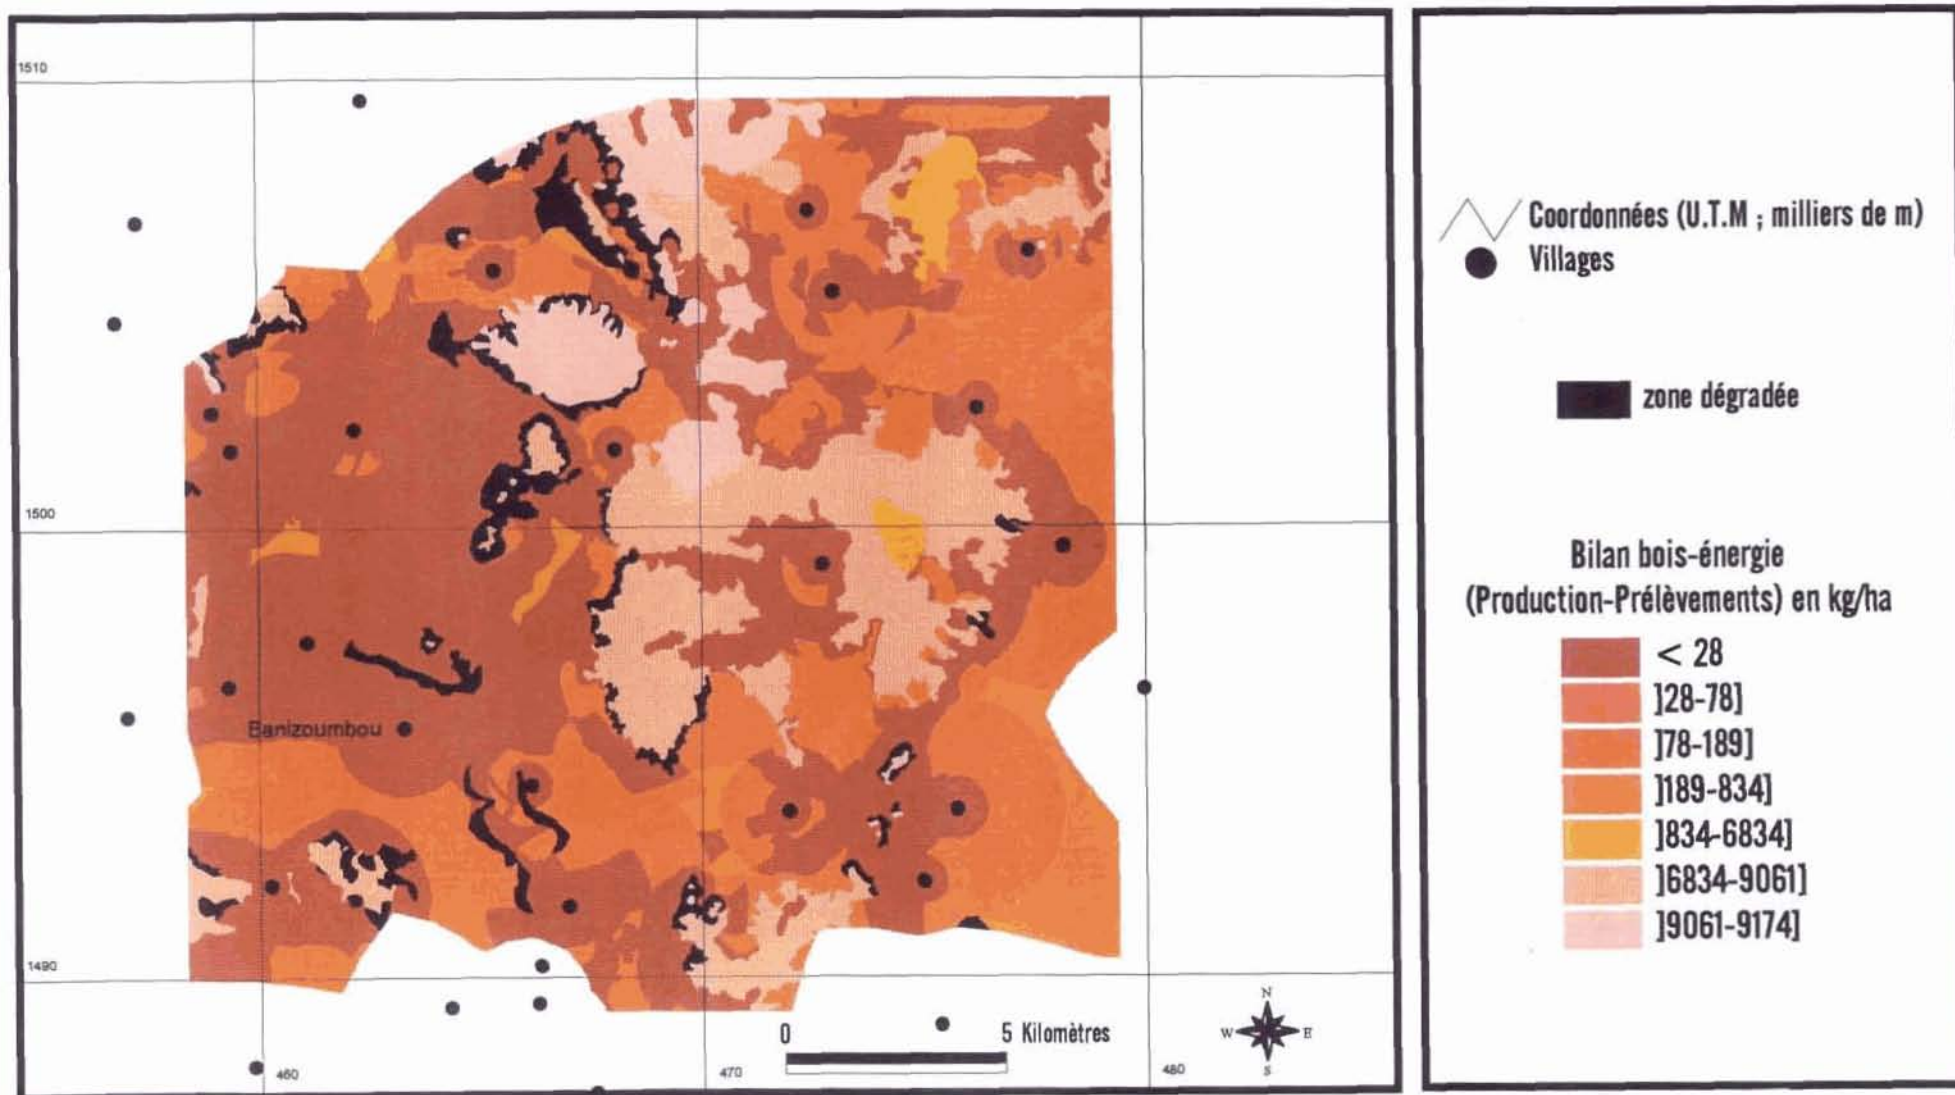 1510
1500
Banizoumbou
1490
460
470
480
0 5 Kilomètres
N
W E
S
Coordonnées (U.T.M ; milliers de m)
Villages
zone dégradée
Bilan bois-énergie
(Production-Prélèvements) en kg/ha
< 28
]28-78]
]78-189]
]189-834]
]834-6834]
]6834-9061]
]9061-9174]